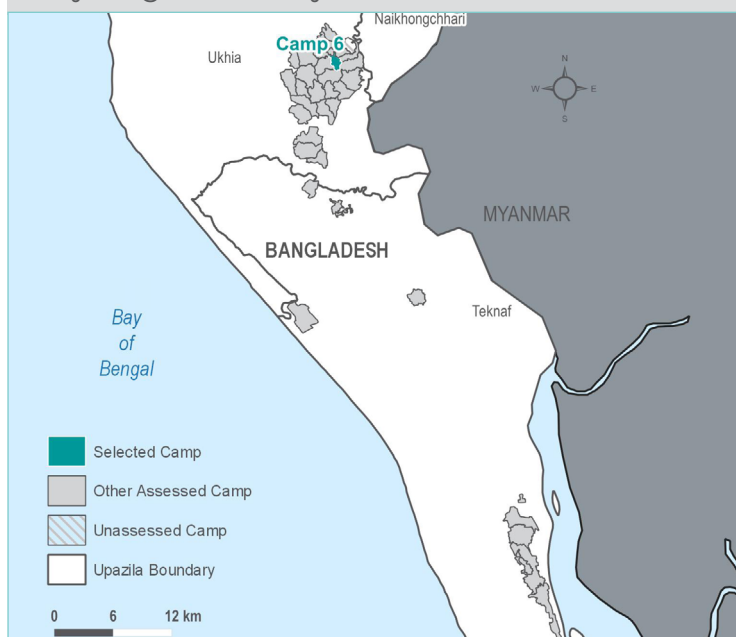 Naikhongchhari
Camp 6
Ukhia
N
W
E
S
MYANMAR
BANGLADESH
Teknaf
Bay
of
Bengal
Selected Camp
Other Assessed Camp
Unassessed Camp
Upazila Boundary
0 6 12 km